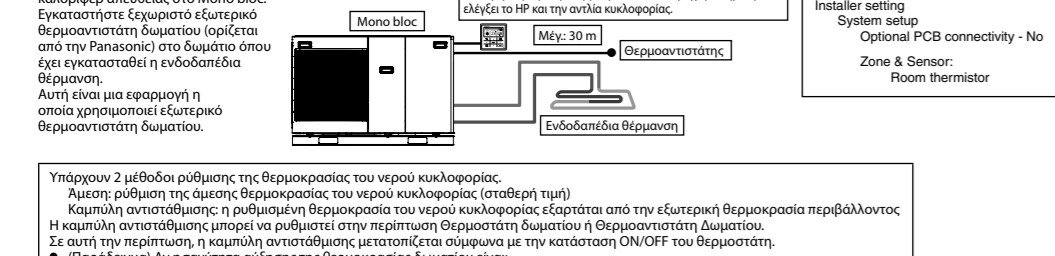 καλοριφέρ απευθείας στο Mono bloc.
Εγκαταστήστε ξεχωριστό εξωτερικό
θερμοαντιστάτη δωματίου (ορίζεται
από την Panasonic) στο δωμάτιο όπου
έχει εγκατασταθεί η ενδοδαπέδια
θέρμανση.
Αυτή είναι μια εφαρμογή η
οποία χρησιμοποιεί εξωτερικό
θερμοαντιστάτη δωματίου.
Mono bloc
ελέγξει το HP και την αντλία κυκλοφορίας.
Μέγ.: 30 m
Θερμοαντιστάτης
Ενδοδαπέδια θέρμανση
Installer setting
System setup
Optional PCB connectivity - No
Zone & Sensor:
Room thermistor
Υπάρχουν 2 μέθοδοι ρύθμισης της θερμοκρασίας του νερού κυκλοφορίας.
Άμεση: ρύθμιση της άμεσης θερμοκρασίας του νερού κυκλοφορίας (σταθερή τιμή)
Καμπύλη αντιστάθμισης: η ρυθμισμένη θερμοκρασία του νερού κυκλοφορίας εξαρτάται από την εξωτερική θερμοκρασία περιβάλλοντος
Η καμπύλη αντιστάθμισης μπορεί να ρυθμιστεί στην περίπτωση Θερμοστάτη δωματίου ή Θερμοαντιστάτη Δωματίου.
Σε αυτή την περίπτωση, η καμπύλη αντιστάθμισης μετατοπίζεται σύμφωνα με την κατάσταση ON/OFF του θερμοστάτη.